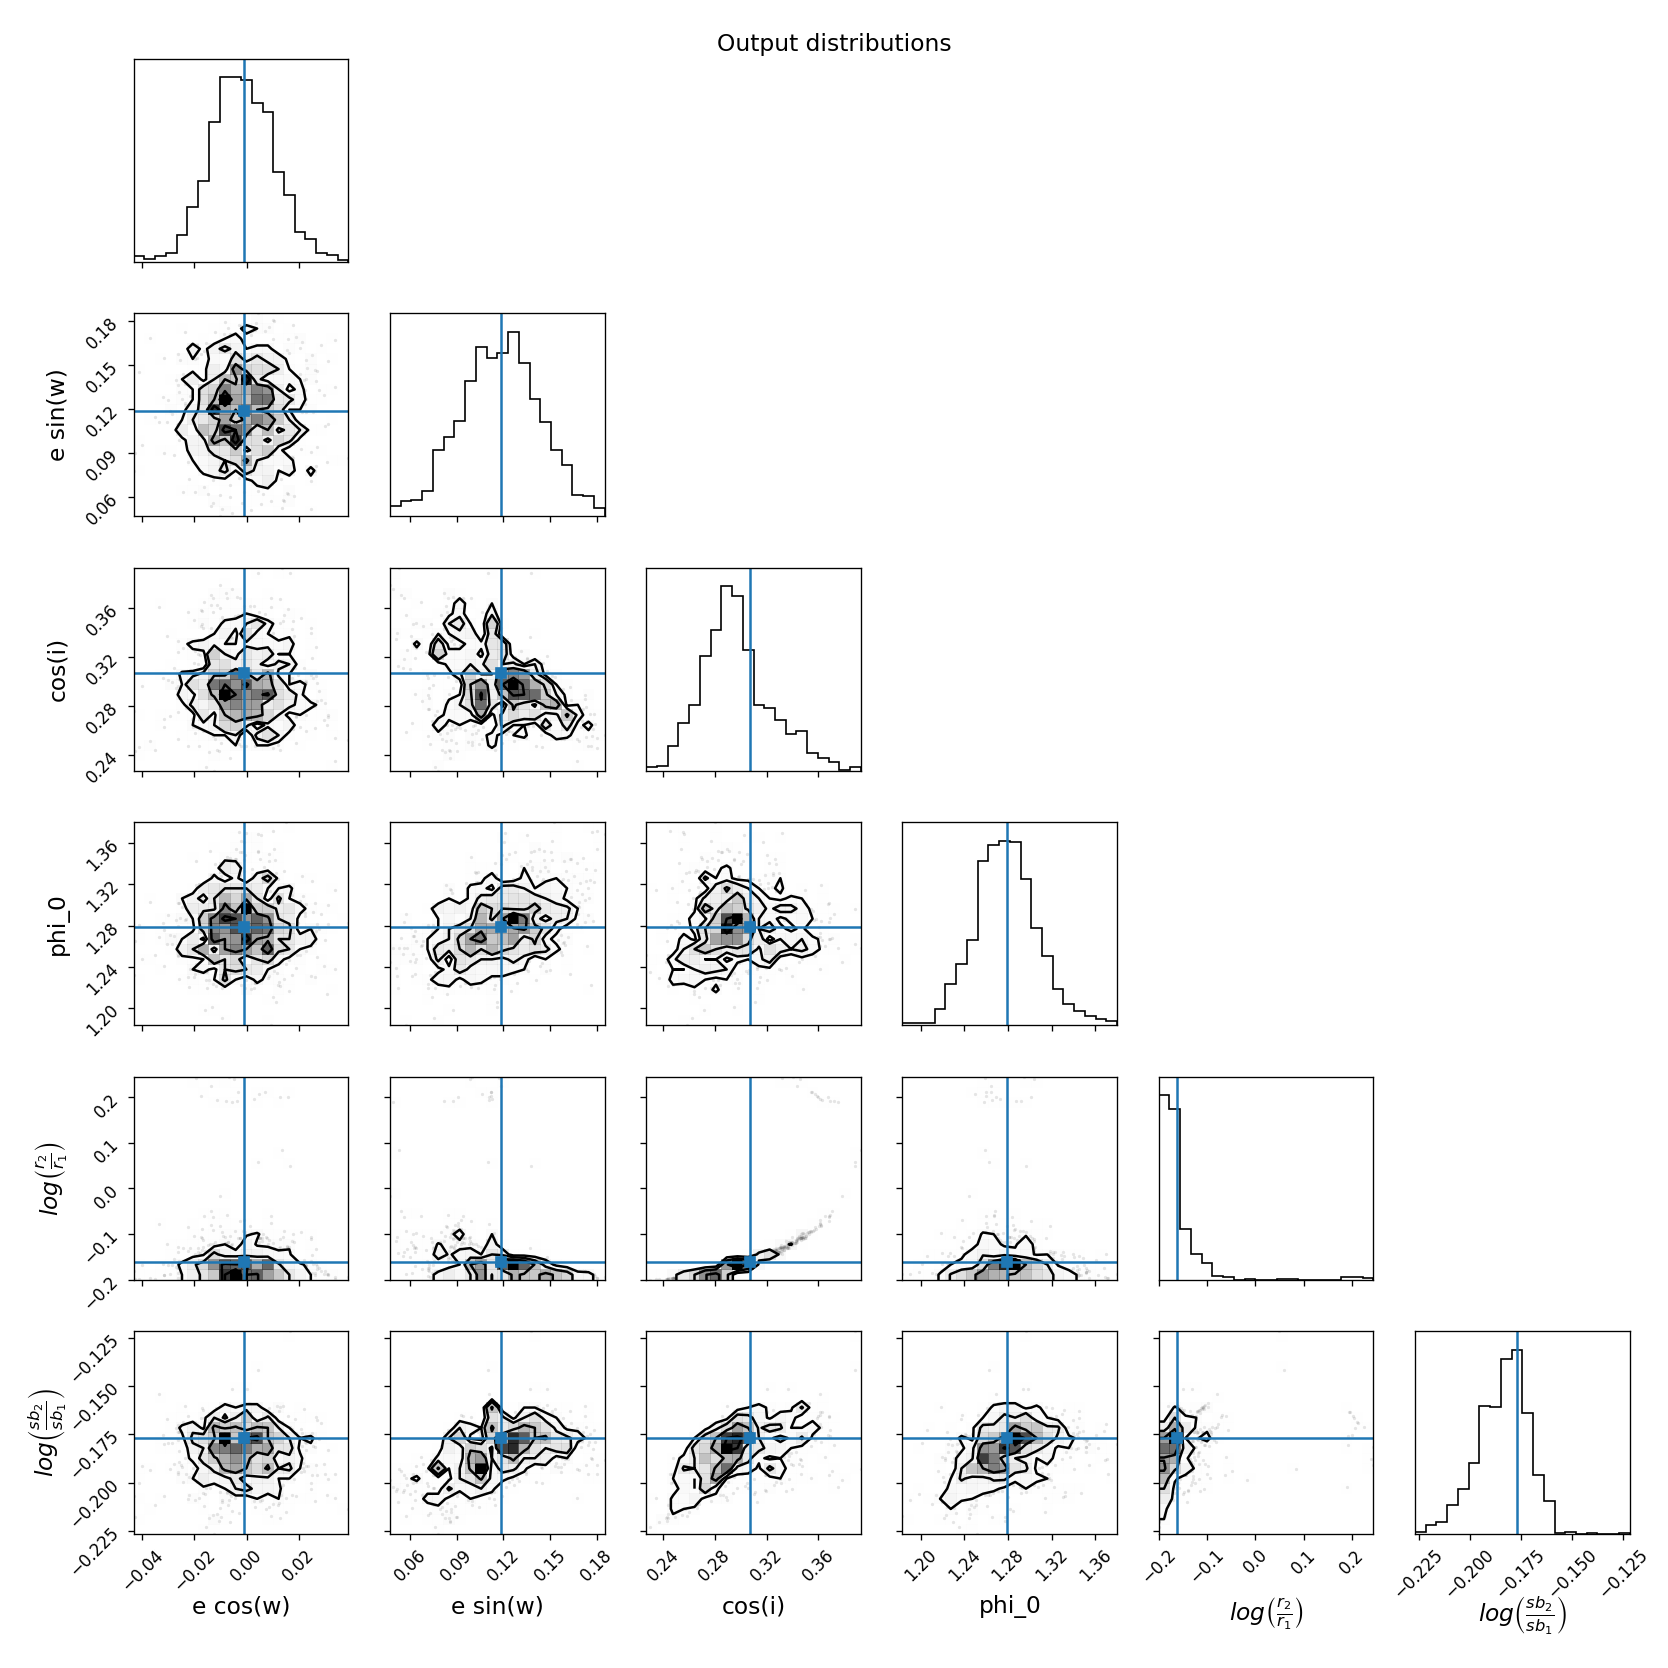 Output distributions
e sin(w)
0.18
0.15
0.12
0.09
0.06
cos(i)
0.36
0.32
0.28
0.24
phi_0
1.36
1.32
1.28
1.24
1.20
log(r₂/r₁)
0.2
0.1
0.0
−0.1
−0.2
log(sb₂/sb₁)
−0.125
−0.150
−0.175
−0.200
−0.225
−0.04 −0.02 0.00 0.02
0.06 0.09 0.12 0.15 0.18
0.24 0.28 0.32 0.36
1.20 1.24 1.28 1.32 1.36
−0.2 −0.1 0.0 0.1 0.2
−0.225 −0.200 −0.175 −0.150 −0.125
e cos(w)
e sin(w)
cos(i)
phi_0
log(r₂/r₁)
log(sb₂/sb₁)